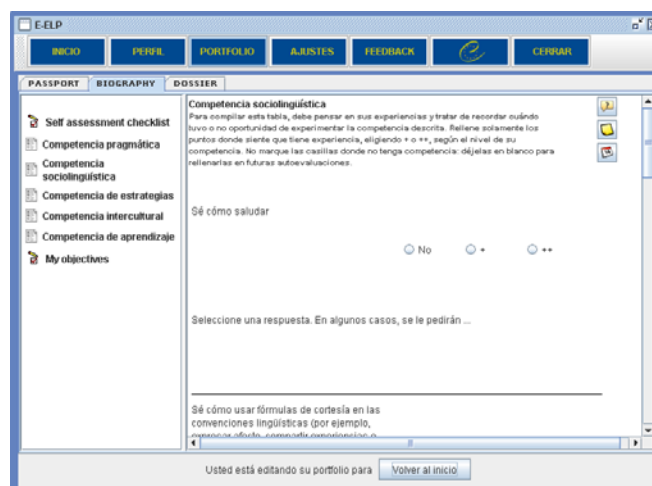 E-ELP
INICIO PERFIL PORTFOLIO AJUSTES FEEDBACK e CERRAR
PASSPORT BIOGRAPHY DOSSIER
Self assessment checklist
Competencia pragmática
Competencia
sociolingüística
Competencia de estrategias
Competencia intercultural
Competencia de aprendizaje
My objectives
Competencia sociolingüística
Para compilar esta tabla, debe pensar en sus experiencias y tratar de recordar cuándo
tuvo o no oportunidad de experimentar la competencia descrita. Rellene solamente los
puntos donde siente que tiene experiencia, eligiendo + o ++, según el nivel de su
competencia. No marque las casillas donde no tenga competencia: déjelas en blanco para
rellenarlas en futuras autoevaluaciones.
Sé cómo saludar
No + ++
Seleccione una respuesta. En algunos casos, se le pedirán ...
Sé cómo usar fórmulas de cortesía en las
convenciones lingüísticas (por ejemplo,
expresar afecto, compartir experiencias o
Usted está editando su portfolio para Volver al inicio